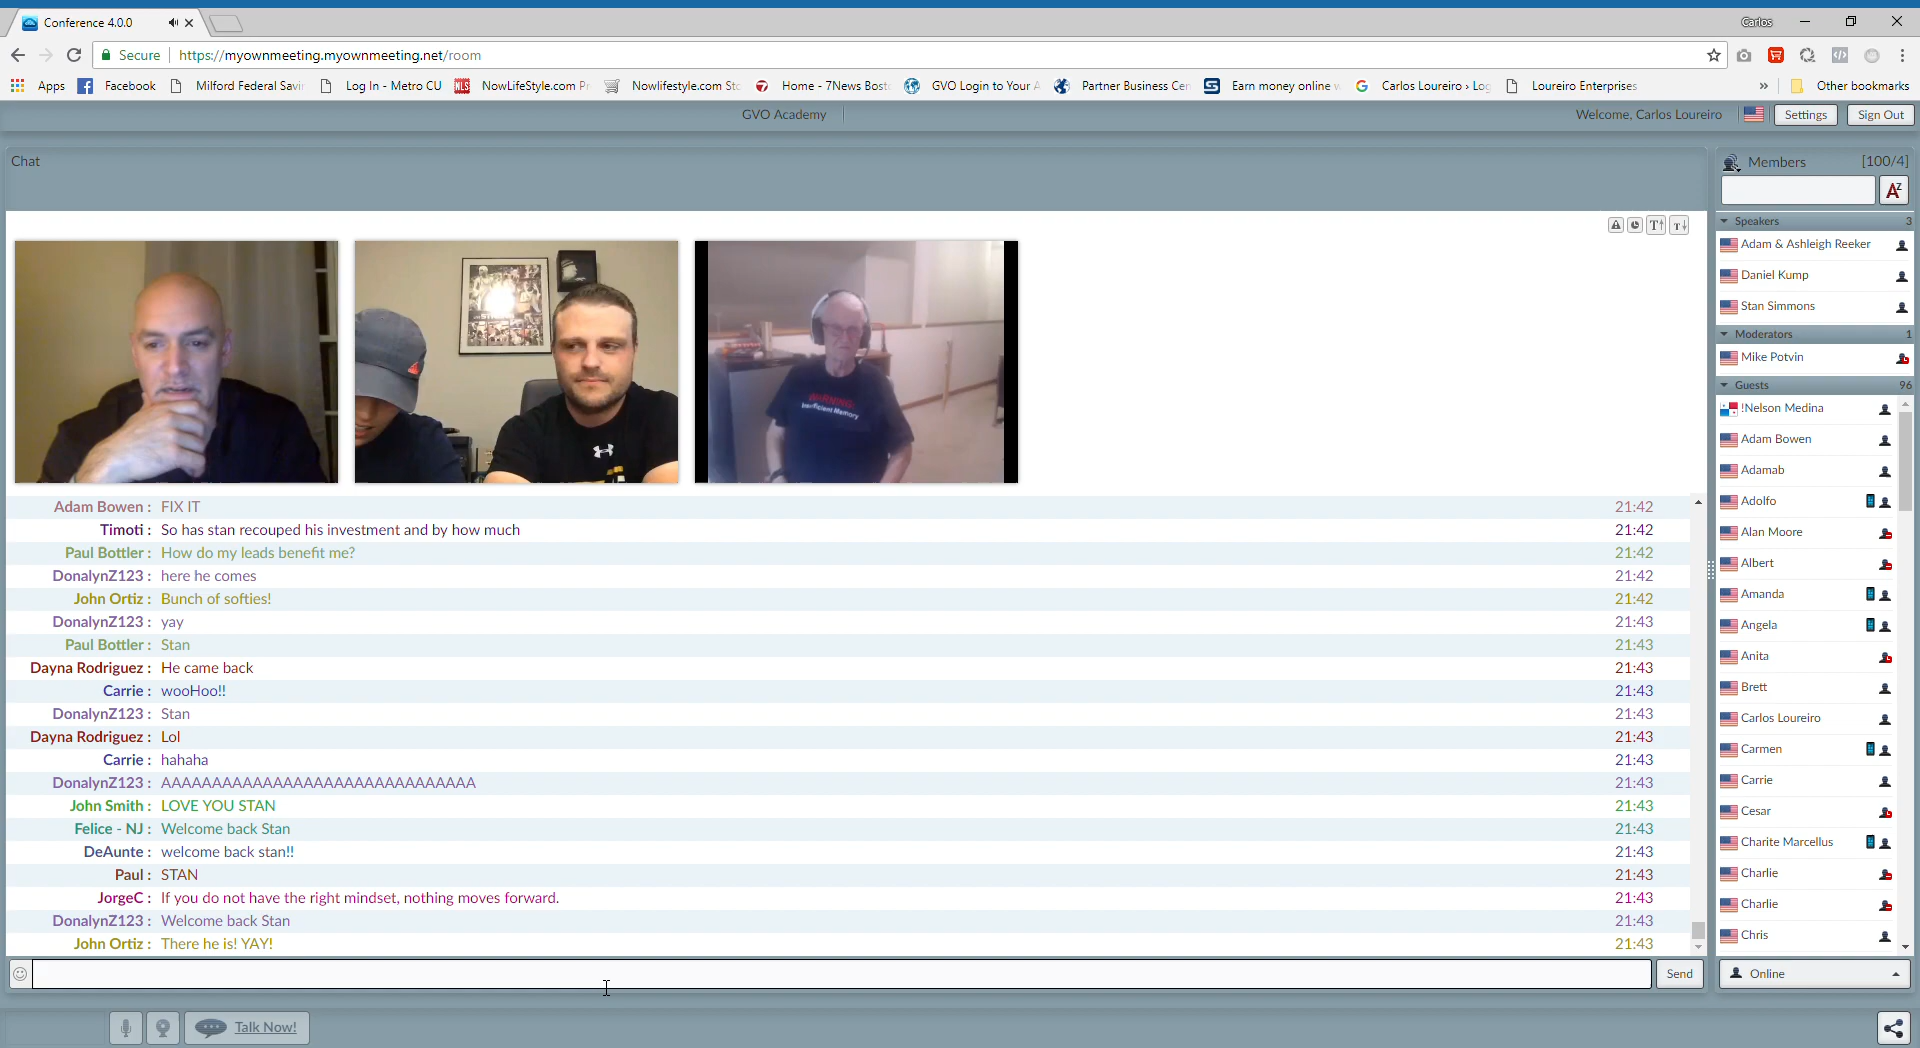 Conference 4.0.0
Carlos
Secure https://myownmeeting.myownmeeting.net/room
Apps Facebook Milford Federal Savi Log In - Metro CU NLS NowLifeStyle.com P Nowlifestyle.com Sto Home - 7News Bost GVO Login to Your A Partner Business Cen Earn money online w Carlos Loureiro › Log Loureiro Enterprises » Other bookmarks
GVO Academy
Welcome, Carlos Loureiro Settings Sign Out
Chat
WARNING:
Insufficient Memory
Adam Bowen : FIX IT 21:42
Timoti : So has stan recouped his investment and by how much 21:42
Paul Bottler : How do my leads benefit me? 21:42
DonalynZ123 : here he comes 21:42
John Ortiz : Bunch of softies! 21:42
DonalynZ123 : yay 21:43
Paul Bottler : Stan 21:43
Dayna Rodriguez : He came back 21:43
Carrie : wooHoo!! 21:43
DonalynZ123 : Stan 21:43
Dayna Rodriguez : Lol 21:43
Carrie : hahaha 21:43
DonalynZ123 : AAAAAAAAAAAAAAAAAAAAAAAAAAAAAAA 21:43
John Smith : LOVE YOU STAN 21:43
Felice - NJ : Welcome back Stan 21:43
DeAunte : welcome back stan!! 21:43
Paul : STAN 21:43
JorgeC : If you do not have the right mindset, nothing moves forward. 21:43
DonalynZ123 : Welcome back Stan 21:43
John Ortiz : There he is! YAY! 21:43
Send
Talk Now!
Members [100/4]
Speakers 3
Adam & Ashleigh Reeker
Daniel Kump
Stan Simmons
Moderators 1
Mike Potvin
Guests 96
!Nelson Medina
Adam Bowen
Adamab
Adolfo
Alan Moore
Albert
Amanda
Angela
Anita
Brett
Carlos Loureiro
Carmen
Carrie
Cesar
Charite Marcellus
Charlie
Charlie
Chris
Online